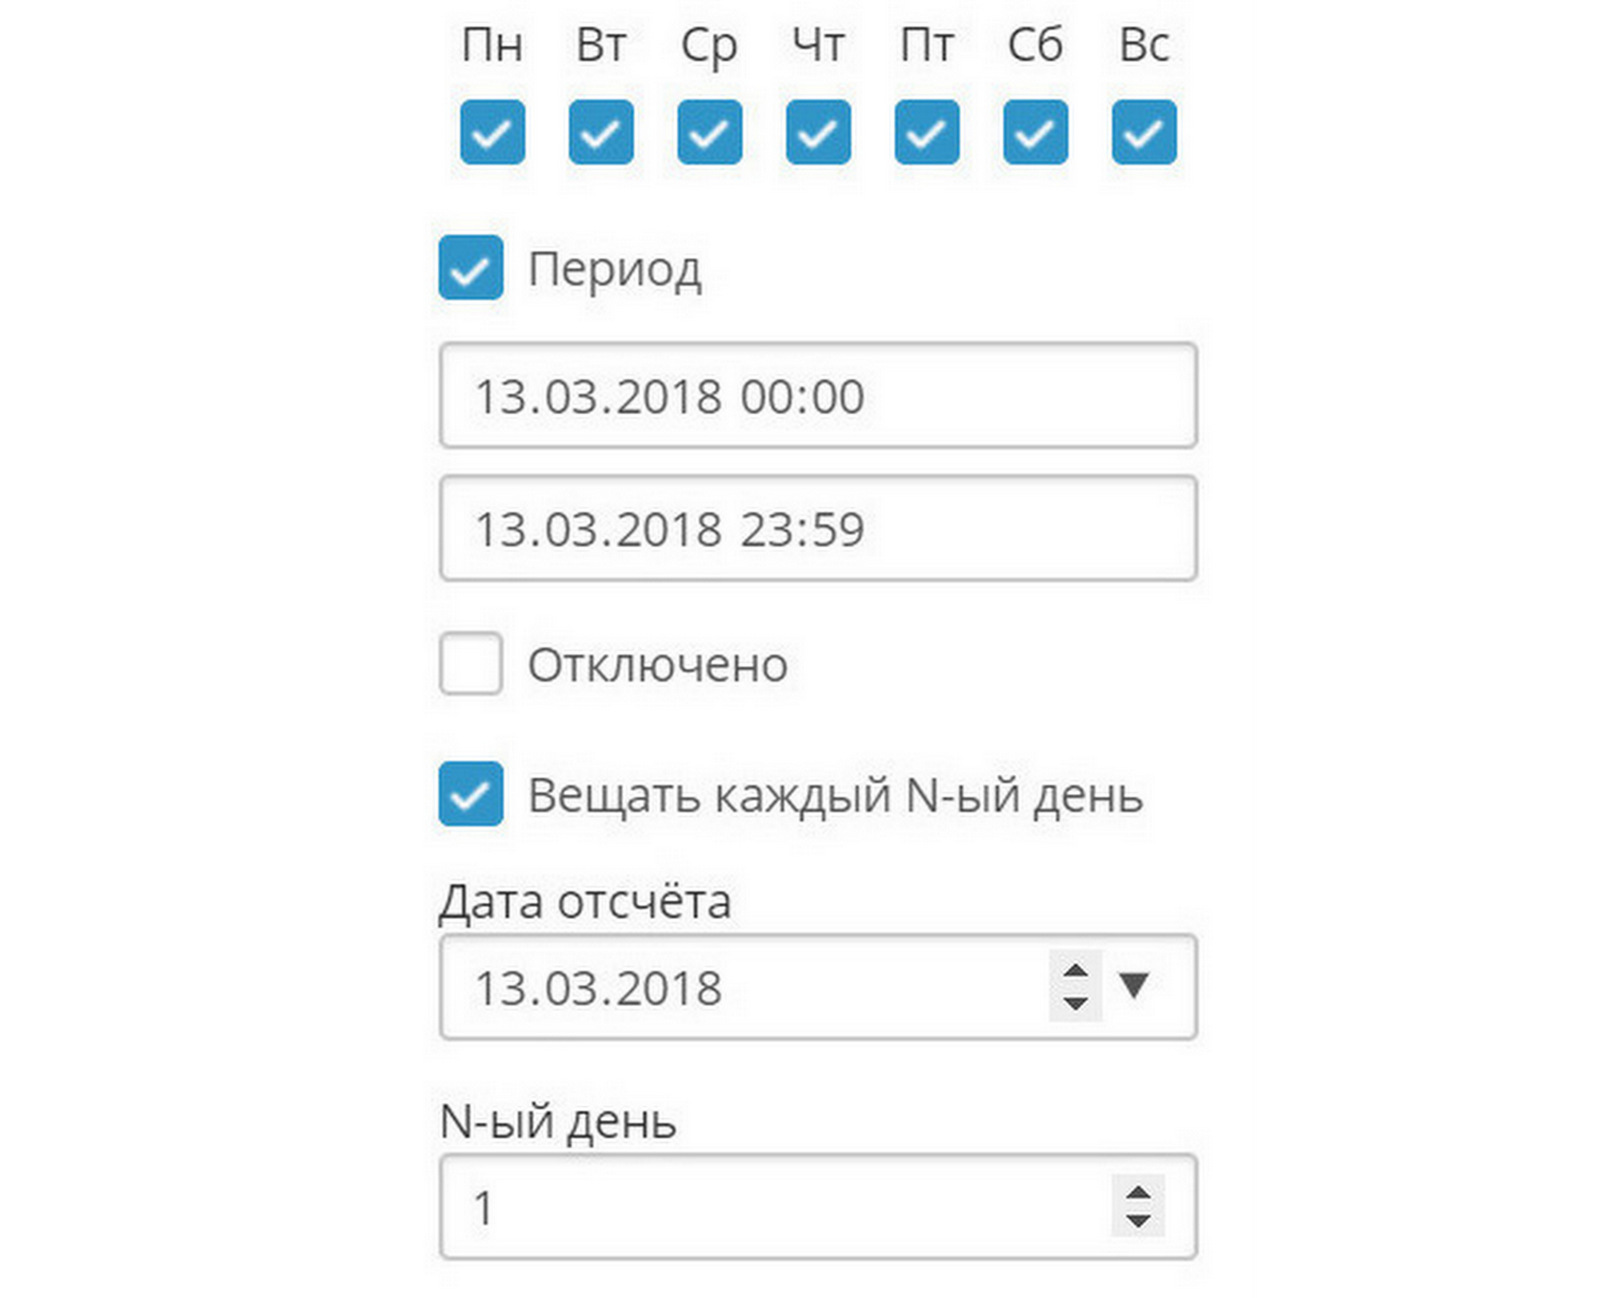 Пн Вт Ср Чт Пт Сб Вс
Период
13.03.2018 00:00
13.03.2018 23:59
Отключено
Вещать каждый N-ый день
Дата отсчёта
13.03.2018
N-ый день
1